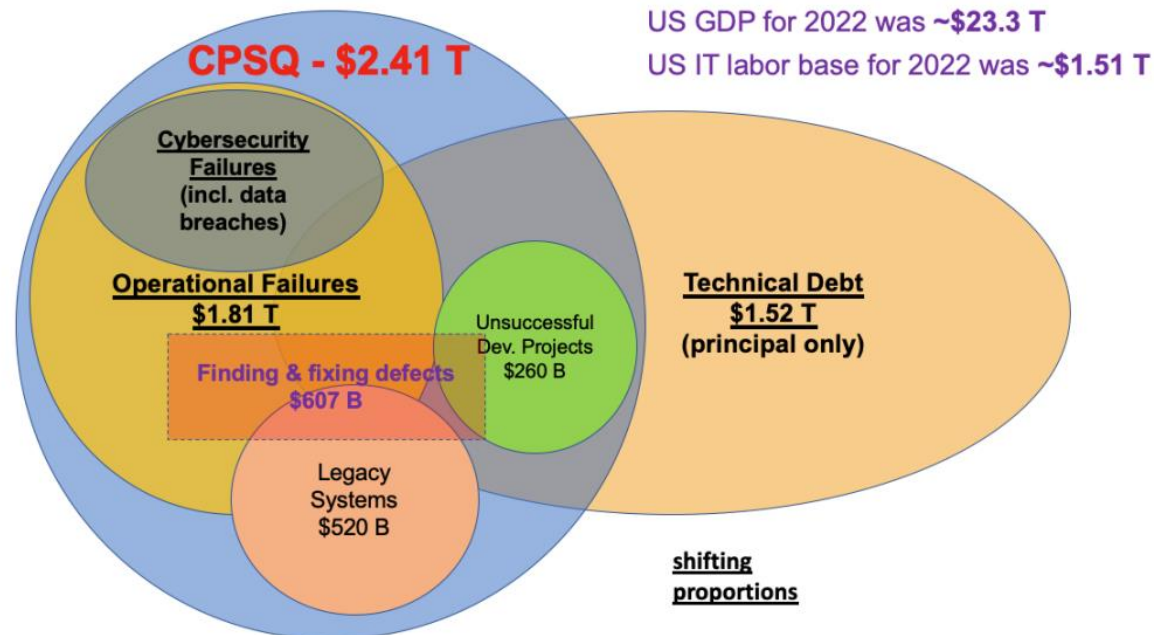 US GDP for 2022 was ~$23.3 T
US IT labor base for 2022 was ~$1.51 T
CPSQ - $2.41 T
Cybersecurity
Failures
(incl. data
breaches)
Operational Failures
$1.81 T
Unsuccessful
Dev. Projects
$260 B
Finding & fixing defects
$607 B
Legacy
Systems
$520 B
Technical Debt
$1.52 T
(principal only)
shifting
proportions